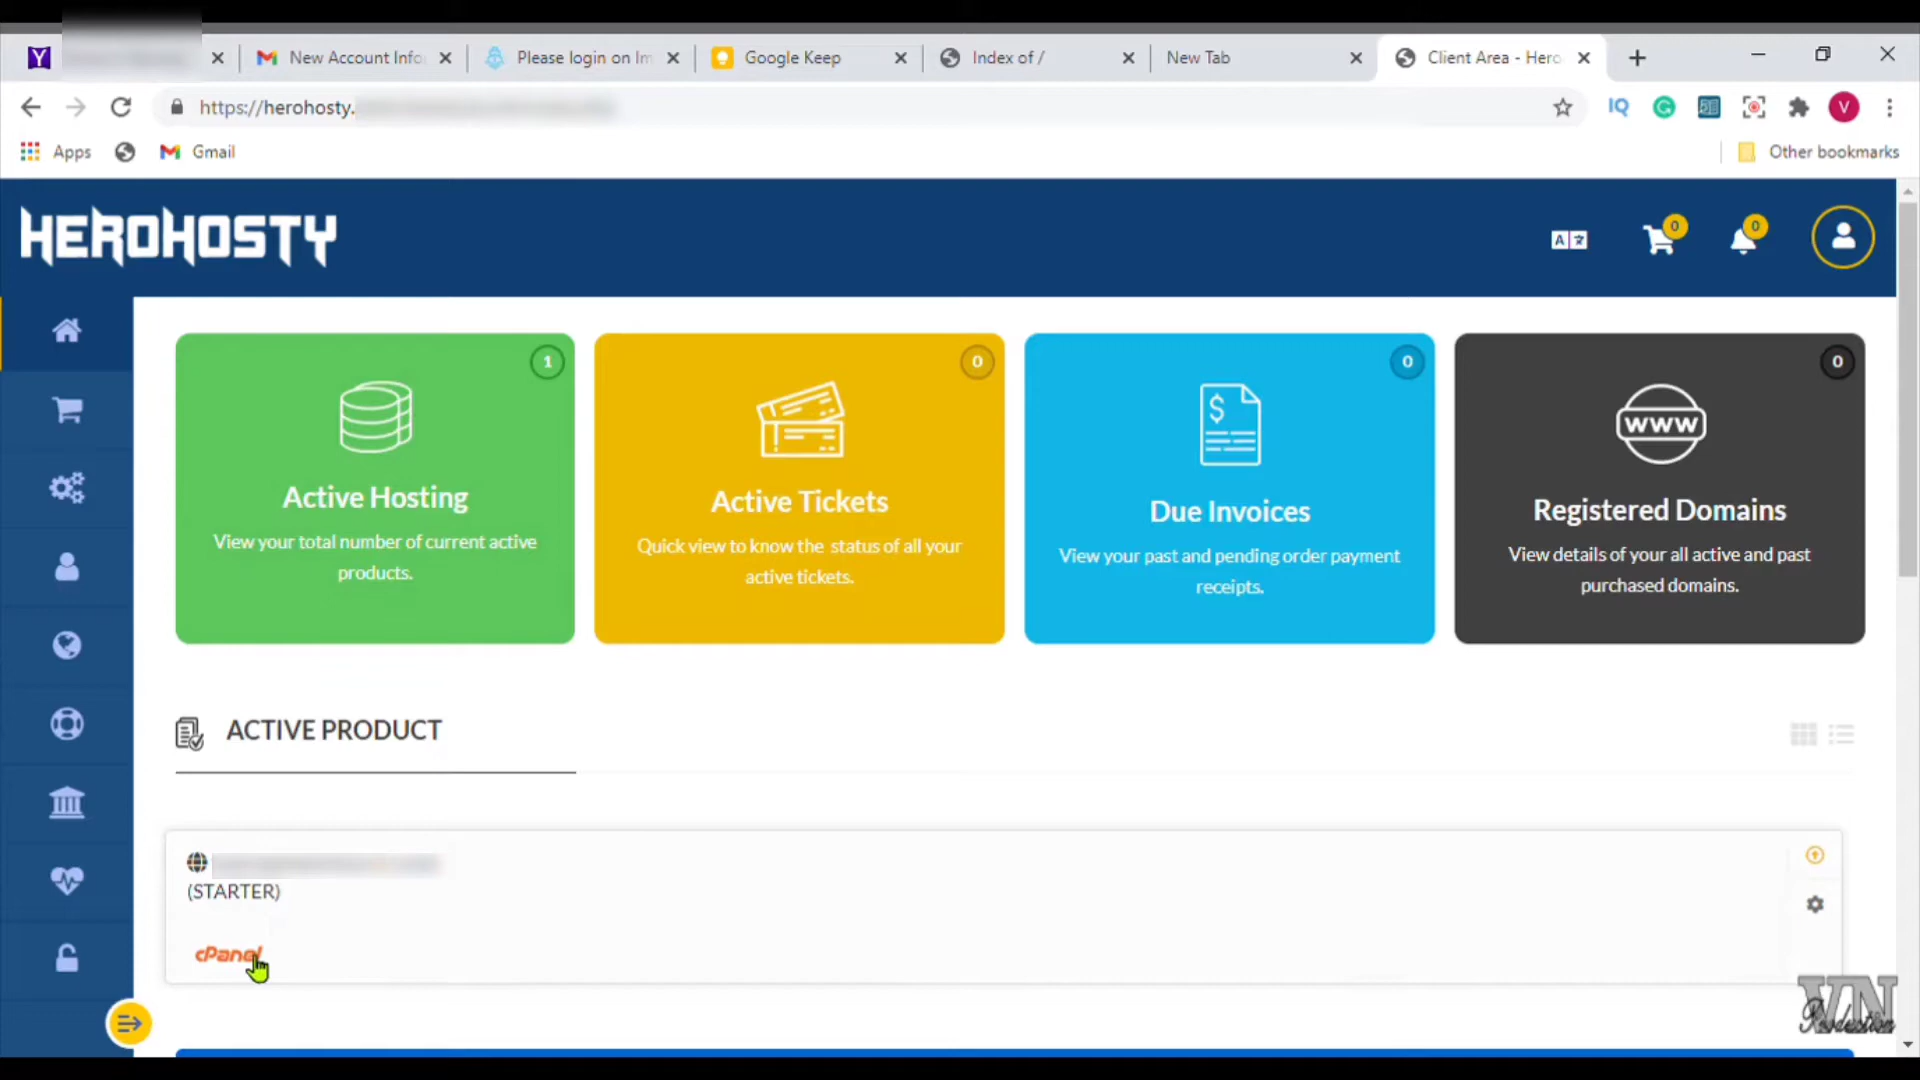 Y
New Account Info
Please login on Im
Google Keep
Index of /
New Tab
Client Area - Hero
https://herohosty.
IQ
V
Apps
Gmail
Other bookmarks
HEROHOSTY
A
0
0
1
0
0
0
$
WWW
Active Hosting
View your total number of current active
products.
Active Tickets
Quick view to know the status of all your
active tickets.
Due Invoices
View your past and pending order payment
receipts.
Registered Domains
View details of your all active and past
purchased domains.
ACTIVE PRODUCT
(STARTER)
cPanel
VN
Production